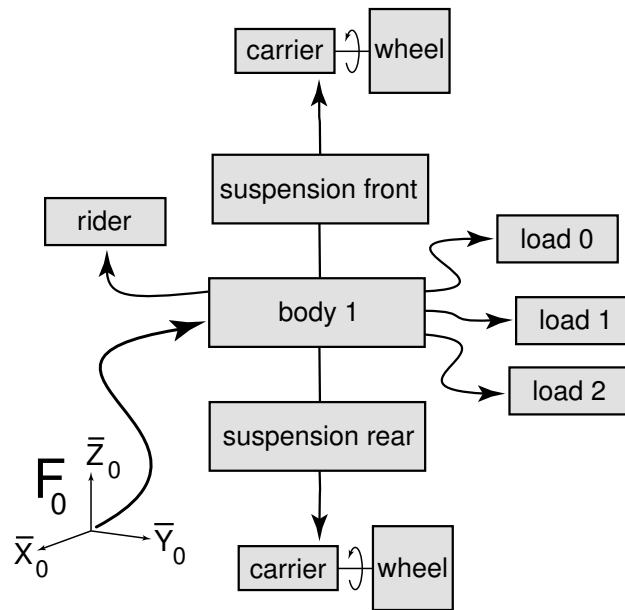 carrier
wheel
suspension front
rider
load 0
body 1
load 1
load 2
suspension rear
F₀
Z̅₀
X̅₀
Y̅₀
carrier
wheel